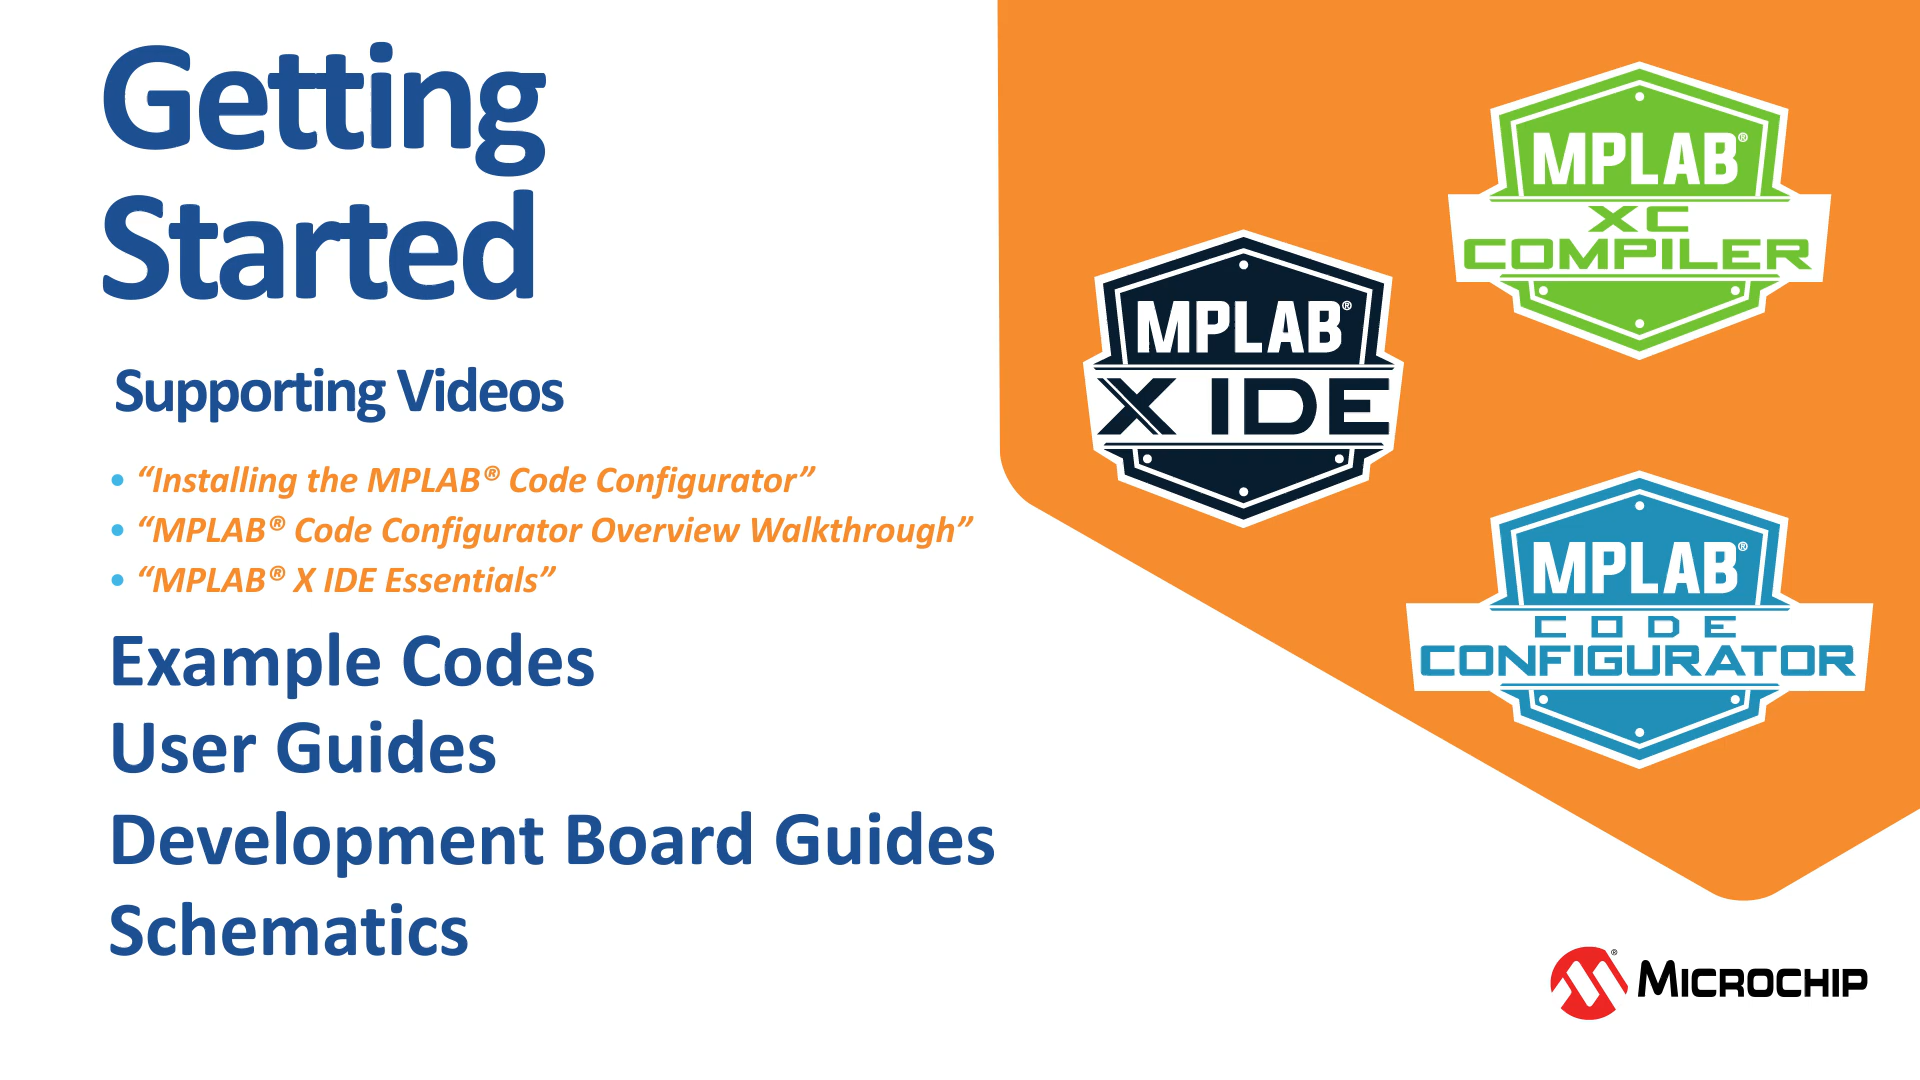 Getting
Started
Supporting Videos
• “Installing the MPLAB® Code Configurator”
• “MPLAB® Code Configurator Overview Walkthrough”
• “MPLAB® X IDE Essentials”
Example Codes
User Guides
Development Board Guides
Schematics
MPLAB®
X IDE
MPLAB®
XC
COMPILER
MPLAB®
CODE
CONFIGURATOR
® MICROCHIP